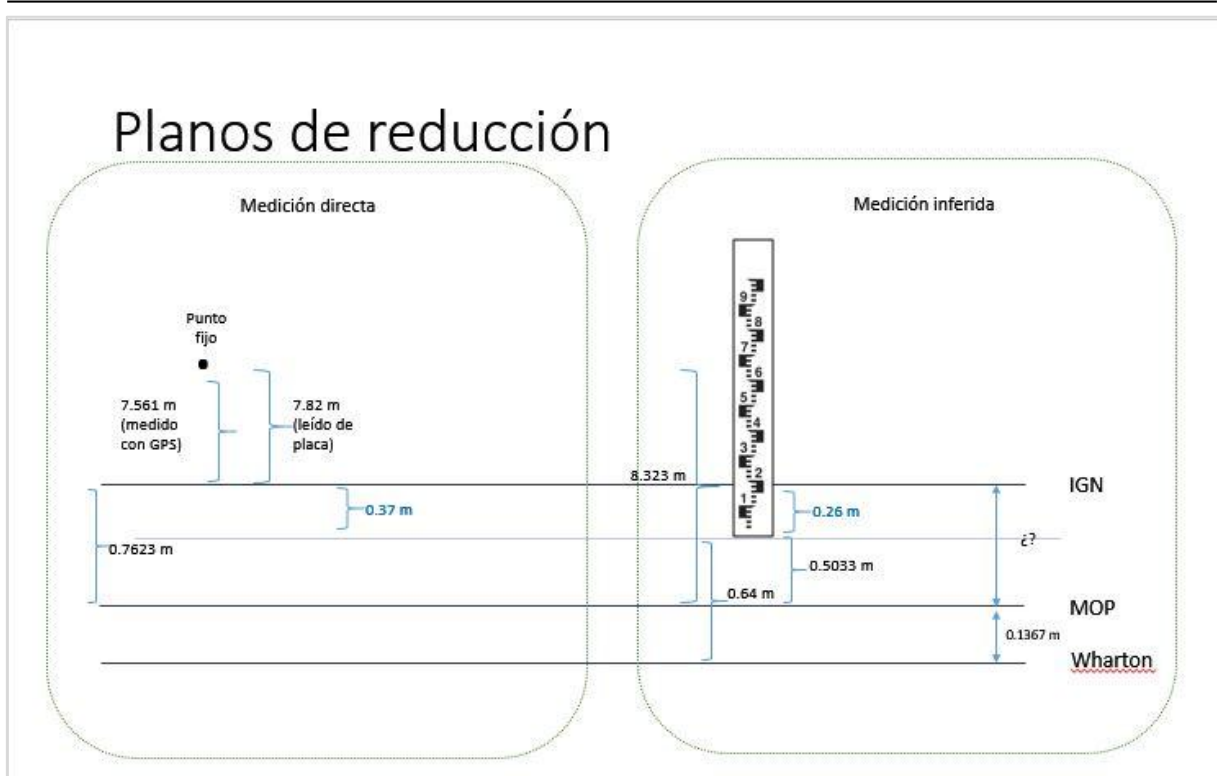 Planos de reducción
Medición directa
Punto
fijo
7.561 m
(medido
con GPS)
7.82 m
(leído de
placa)
0.37 m
0.7623 m
Medición inferida
9
8
7
6
5
4
3
2
1
8.323 m
IGN
0.26 m
¿?
0.5033 m
0.64 m
MOP
0.1367 m
Wharton